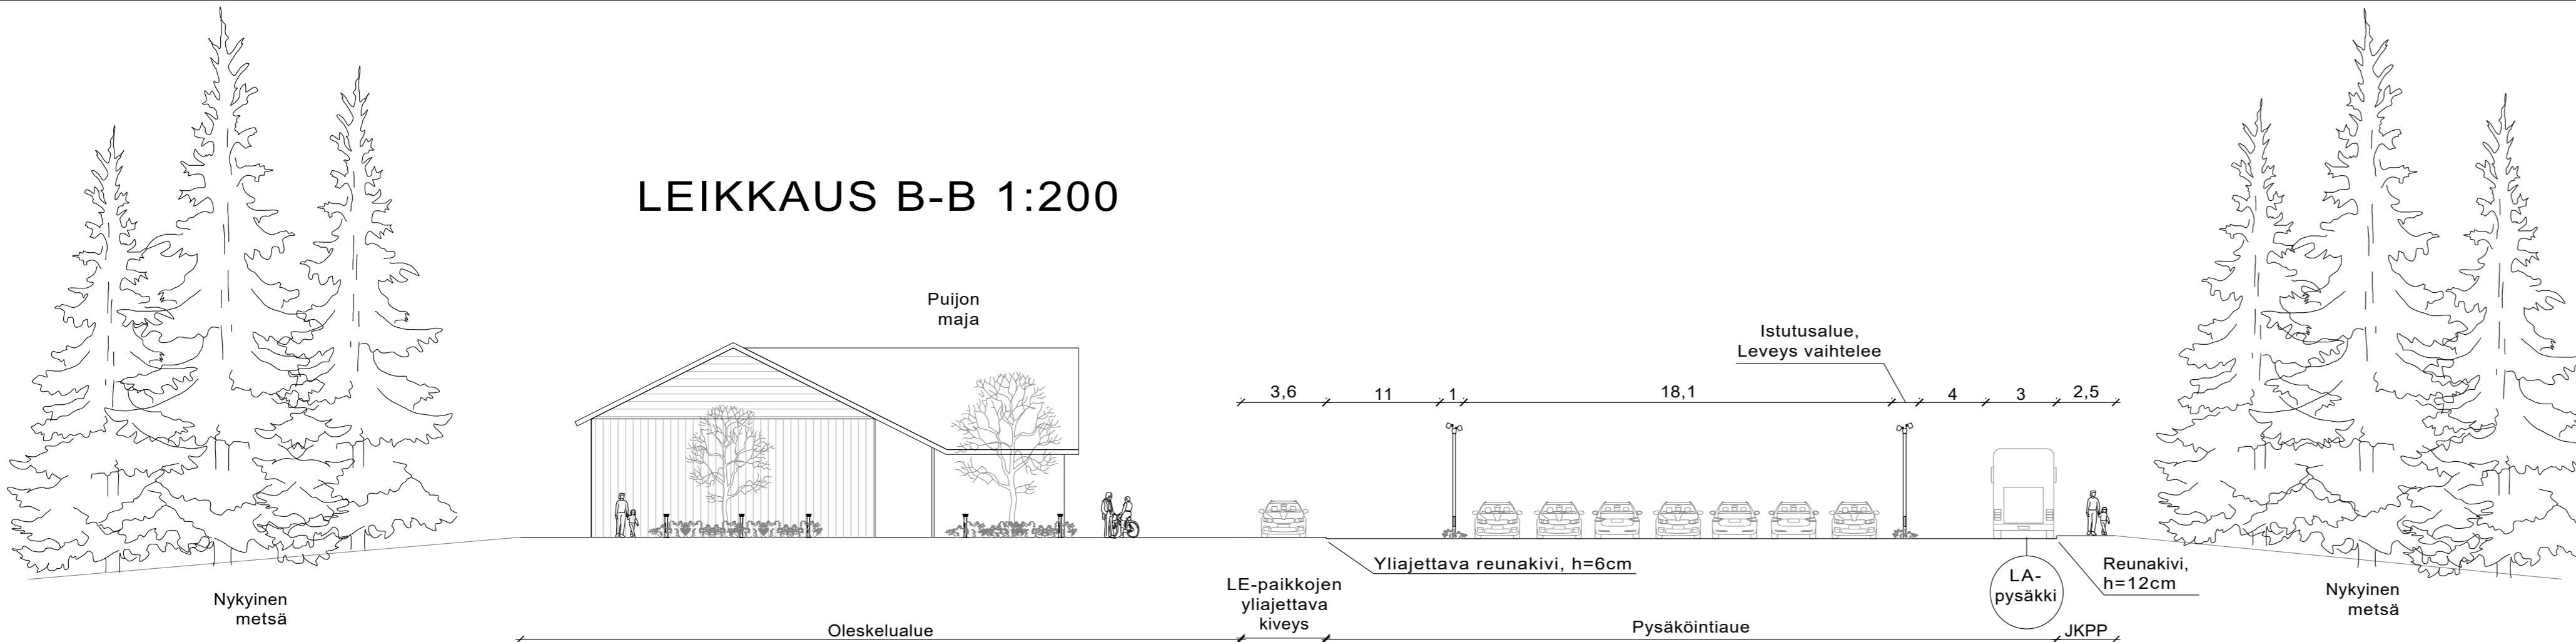 LEIKKAUS B-B 1:200
Puijon
maja
Istutusalue,
Leveys vaihtelee
3,6
11
1
18,1
4
3
2,5
Yliajettava reunakivi, h=6cm
LE-paikkojen
yliajettava
kiveys
LA-
pysäkki
Reunakivi,
h=12cm
Nykyinen
metsä
Nykyinen
metsä
Oleskelualue
Pysäköintiaue
JKPP